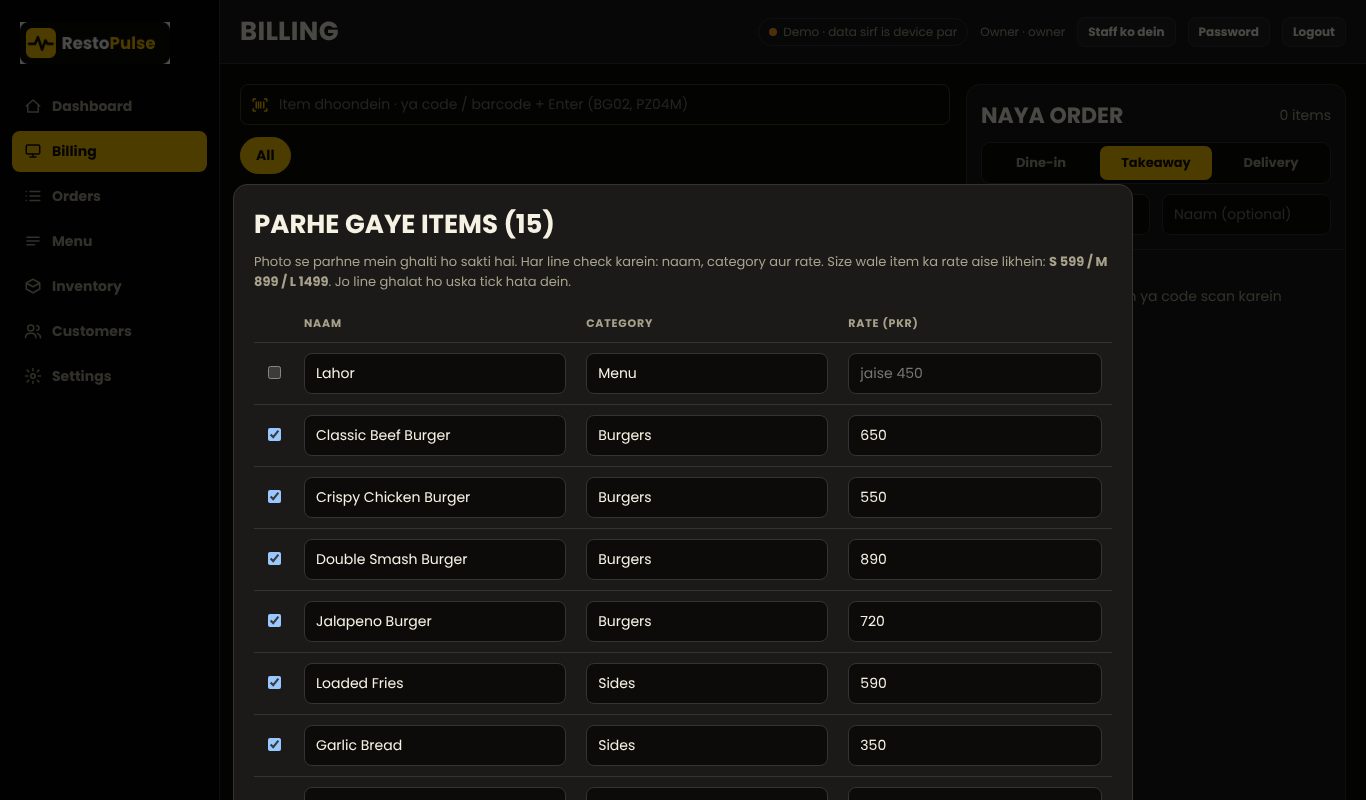 RestoPulse
BILLING
Demo · data sirf is device par
Owner · owner
Staff ko dein
Password
Logout
Dashboard
Billing
Orders
Menu
Inventory
Customers
Settings
Item dhoondein · ya code / barcode + Enter (BG02, PZ04M)
All
NAYA ORDER
0 items
Dine-in
Takeaway
Delivery
Naam (optional)
ya code scan karein
PARHE GAYE ITEMS (15)
Photo se parhne mein ghalti ho sakti hai. Har line check karein: naam, category aur rate. Size wale item ka rate aise likhein: S 599 / M
899 / L 1499. Jo line ghalat ho uska tick hata dein.
NAAM CATEGORY RATE (PKR)
Lahor Menu jaise 450
Classic Beef Burger Burgers 650
Crispy Chicken Burger Burgers 550
Double Smash Burger Burgers 890
Jalapeno Burger Burgers 720
Loaded Fries Sides 590
Garlic Bread Sides 350